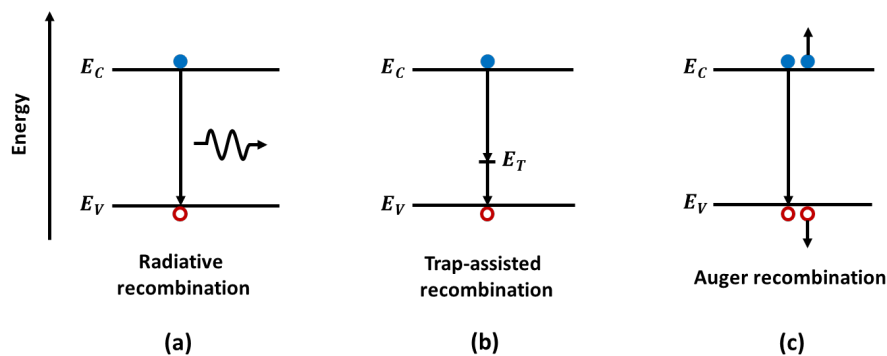 Energy
E_C
E_V
Radiative
recombination
(a)
E_C
E_T
E_V
Trap-assisted
recombination
(b)
E_C
E_V
Auger recombination
(c)